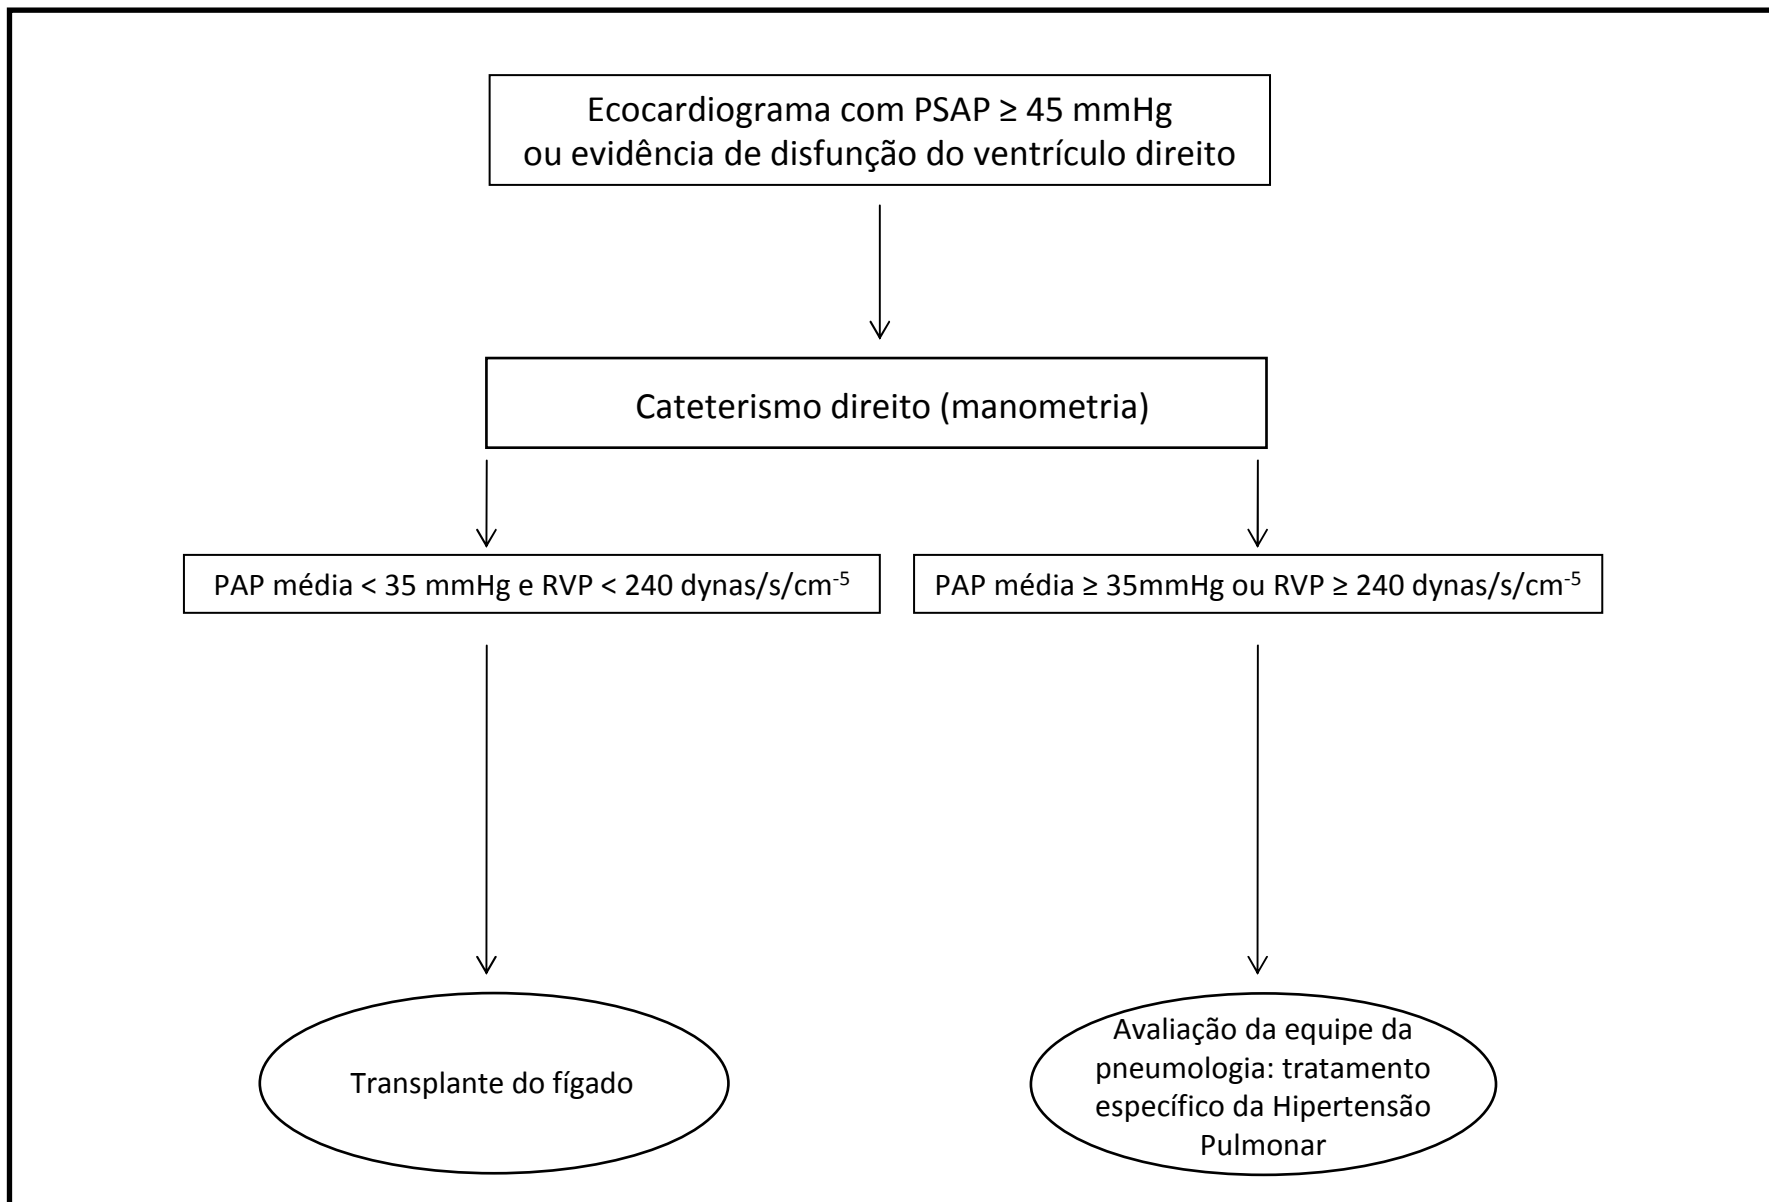 Ecocardiograma com PSAP ≥ 45 mmHg
ou evidência de disfunção do ventrículo direito
Cateterismo direito (manometria)
PAP média < 35 mmHg e RVP < 240 dynas/s/cm⁻⁵
PAP média ≥ 35mmHg ou RVP ≥ 240 dynas/s/cm⁻⁵
Transplante do fígado
Avaliação da equipe da
pneumologia: tratamento
específico da Hipertensão
Pulmonar